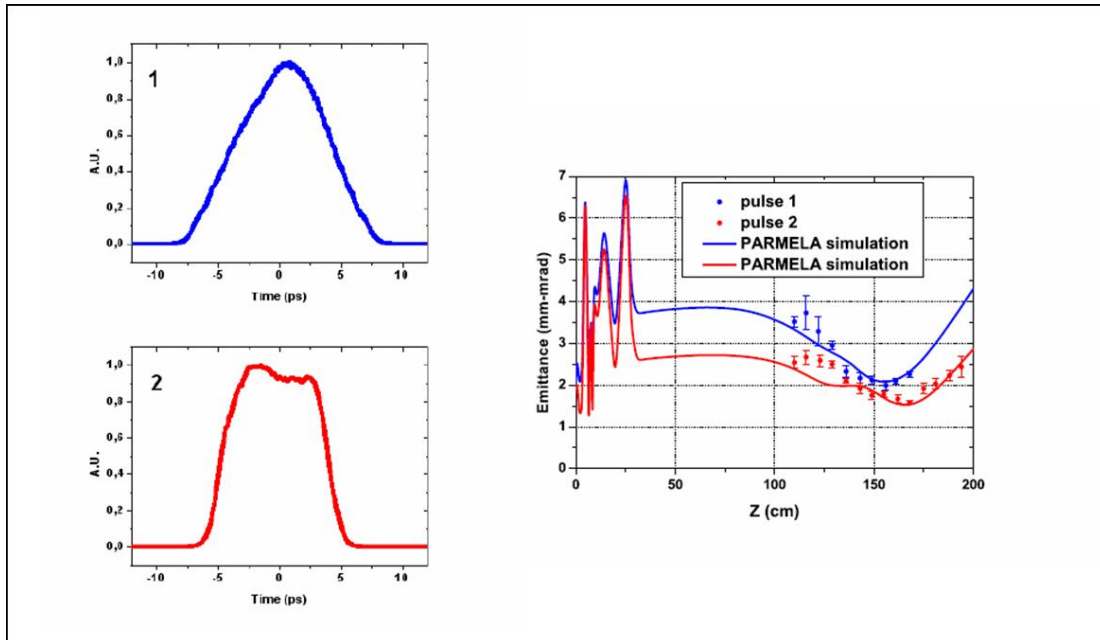 1
A.U.
1,0
0,8
0,6
0,4
0,2
0,0
-10 -5 0 5 10
Time (ps)
2
A.U.
1,0
0,8
0,6
0,4
0,2
0,0
-10 -5 0 5 10
Time (ps)
Emittance (mm-mrad)
7
6
5
4
3
2
1
0
pulse 1
pulse 2
PARMELA simulation
PARMELA simulation
0 50 100 150 200
Z (cm)